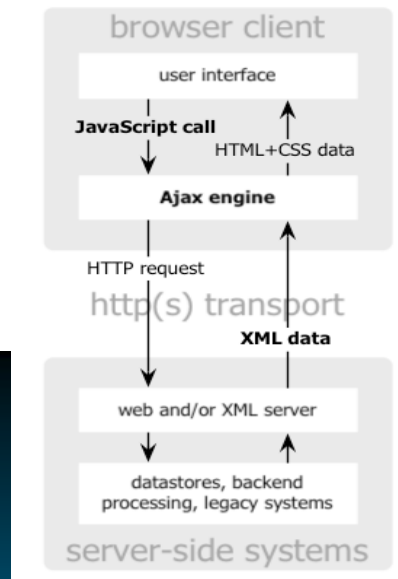 browser client
user interface
JavaScript call
HTML+CSS data
Ajax engine
HTTP request
http(s) transport
XML data
web and/or XML server
datastores, backend
processing, legacy systems
server-side systems